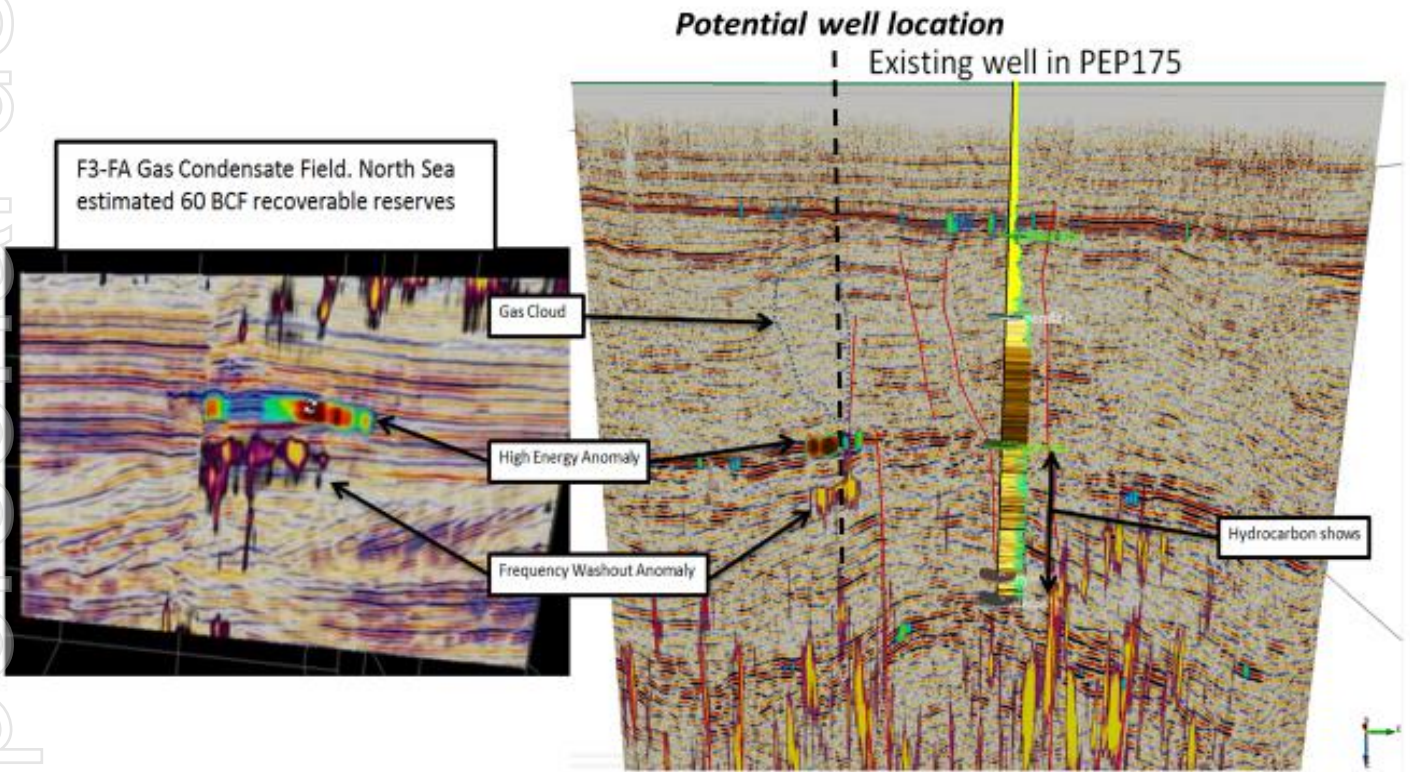 Potential well location
Existing well in PEP175
F3-FA Gas Condensate Field. North Sea
estimated 60 BCF recoverable reserves
Gas Cloud
High Energy Anomaly
Frequency Washout Anomaly
Hydrocarbon shows